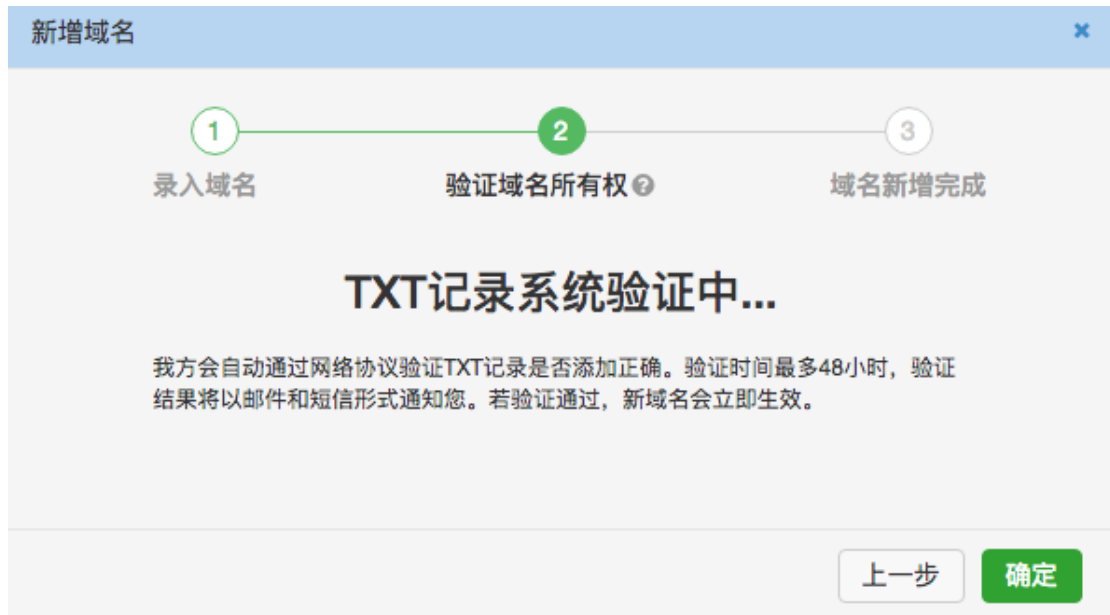 新增域名
1
2
3
录入域名
验证域名所有权
域名新增完成
TXT记录系统验证中...
我方会自动通过网络协议验证TXT记录是否添加正确。验证时间最多48小时，验证
结果将以邮件和短信形式通知您。若验证通过，新域名会立即生效。
上一步
确定